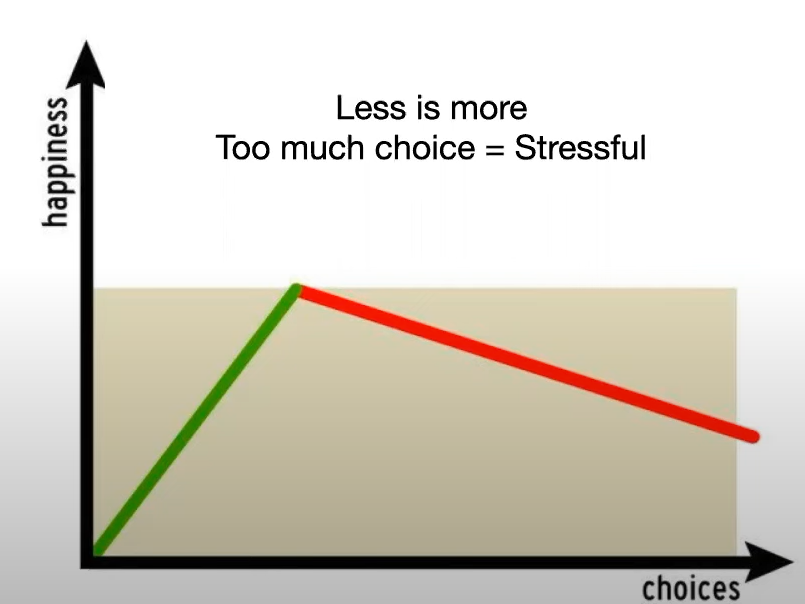 Less is more
Too much choice = Stressful
happiness
choices